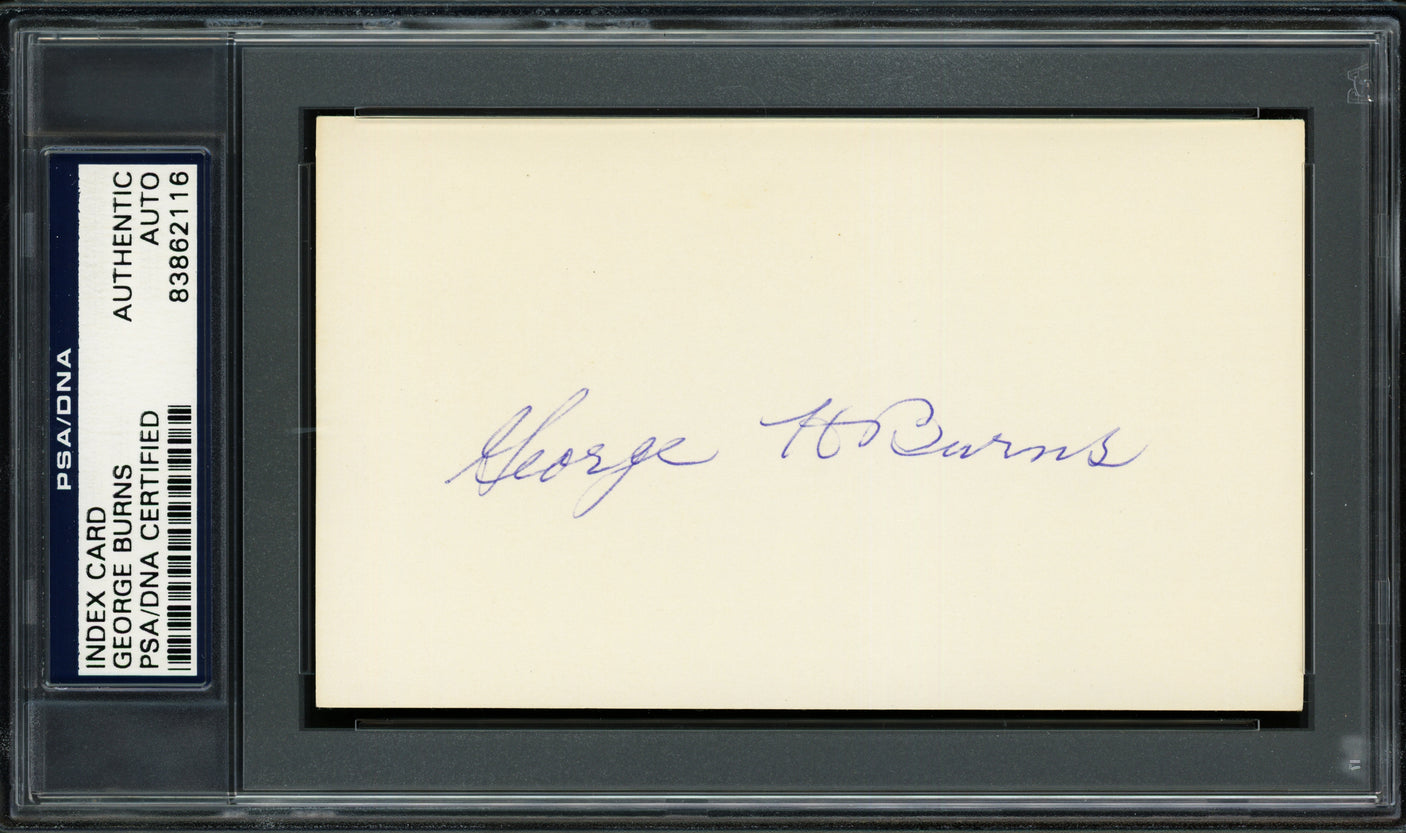 PSA/DNA
INDEX CARD AUTHENTIC
GEORGE BURNS AUTO
PSA/DNA CERTIFIED 83862116
George H Burns